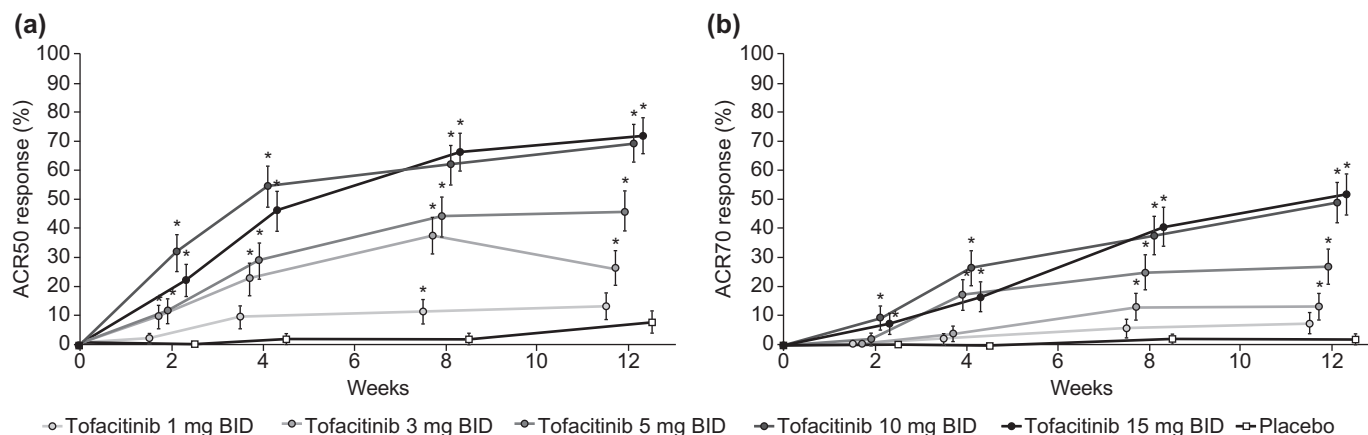 (a)
100
90
80
70
60
50
40
30
20
10
0
ACR50 response (%)
* * * * * * * * * * * * * * * * *
0 2 4 6 8 10 12
Weeks
(b)
100
90
80
70
60
50
40
30
20
10
0
ACR70 response (%)
* * * * * * * * * * * * *
0 2 4 6 8 10 12
Weeks
Tofacitinib 1 mg BID Tofacitinib 3 mg BID Tofacitinib 5 mg BID Tofacitinib 10 mg BID Tofacitinib 15 mg BID Placebo